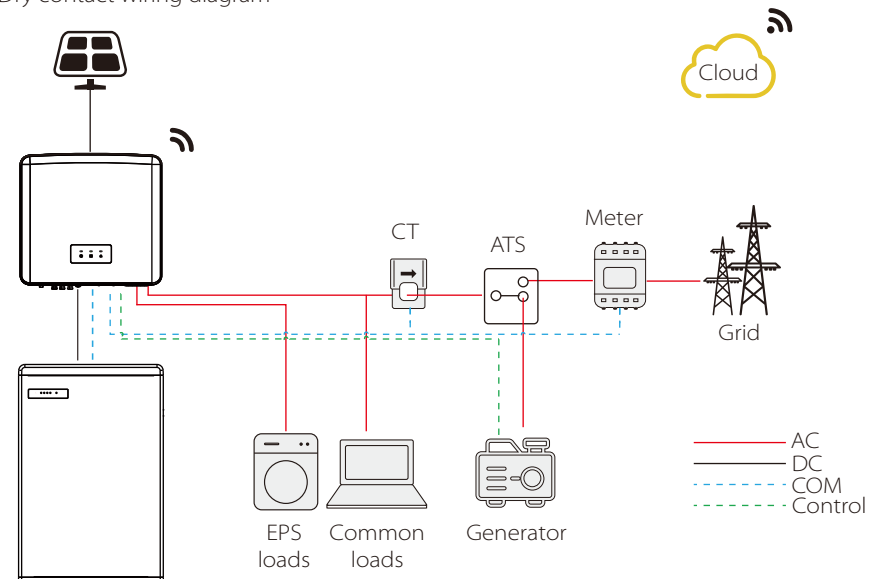 Dry contact wiring diagram
Cloud
CT
ATS
Meter
Grid
EPS
loads
Common
loads
Generator
AC
DC
COM
Control